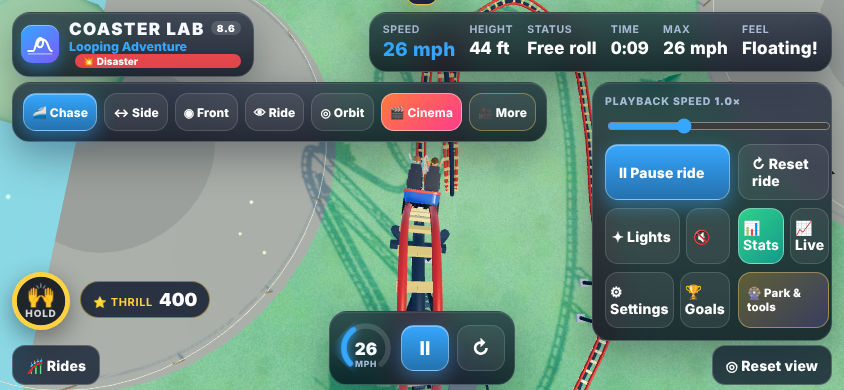 COASTER LAB 8.6
Looping Adventure
Disaster
SPEED HEIGHT STATUS TIME MAX FEEL
26 mph 44 ft Free roll 0:09 26 mph Floating!
Chase Side Front Ride Orbit Cinema More
PLAYBACK SPEED 1.0×
Pause ride
Reset
ride
Lights
Stats
Live
Settings
Goals
Park &
tools
HOLD
THRILL 400
26
MPH
Rides
Reset view